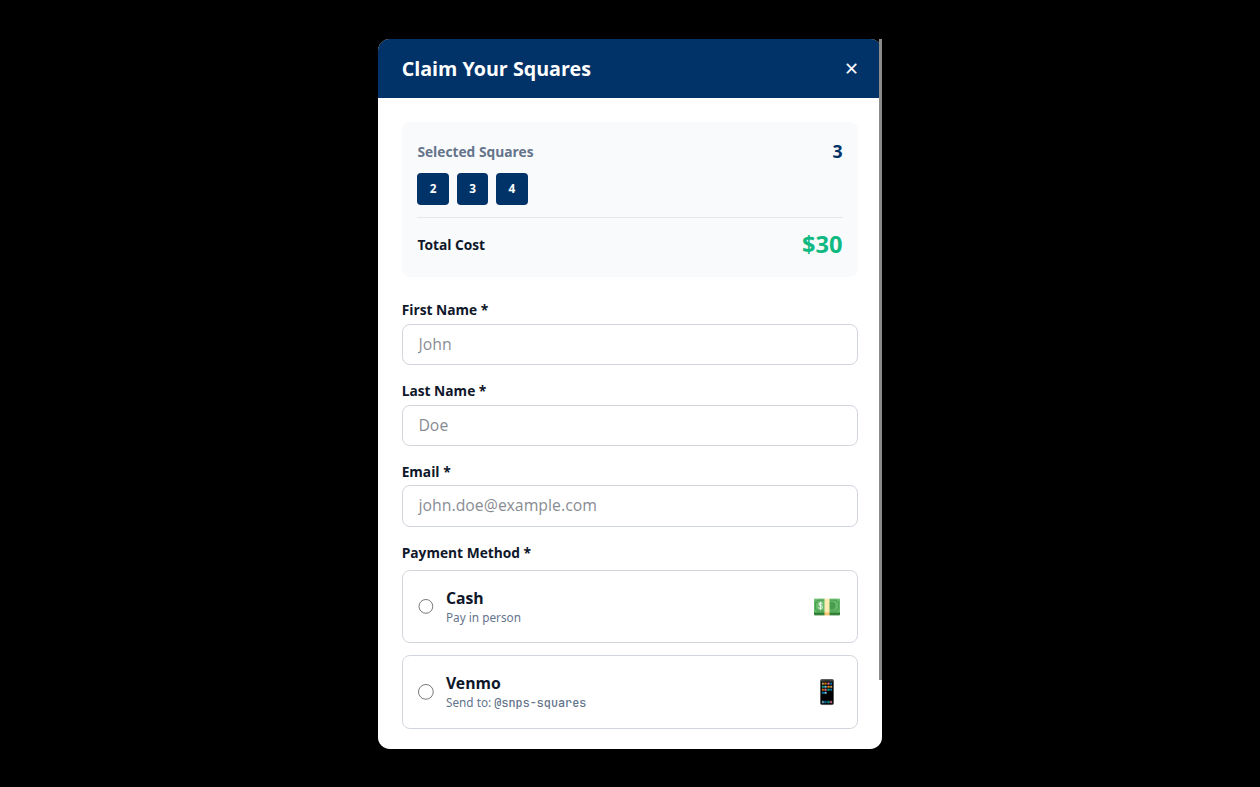 Claim Your Squares ✕
Selected Squares 3
2 3 4
Total Cost $30
First Name *
John
Last Name *
Doe
Email *
john.doe@example.com
Payment Method *
Cash
Pay in person
Venmo
Send to: @snps-squares